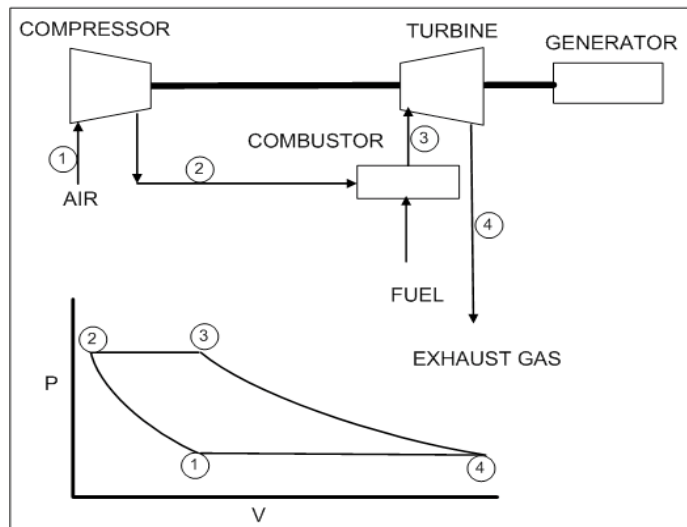 COMPRESSOR
TURBINE
GENERATOR
COMBUSTOR
3
1
2
AIR
4
FUEL
EXHAUST GAS
2
3
P
1
4
V